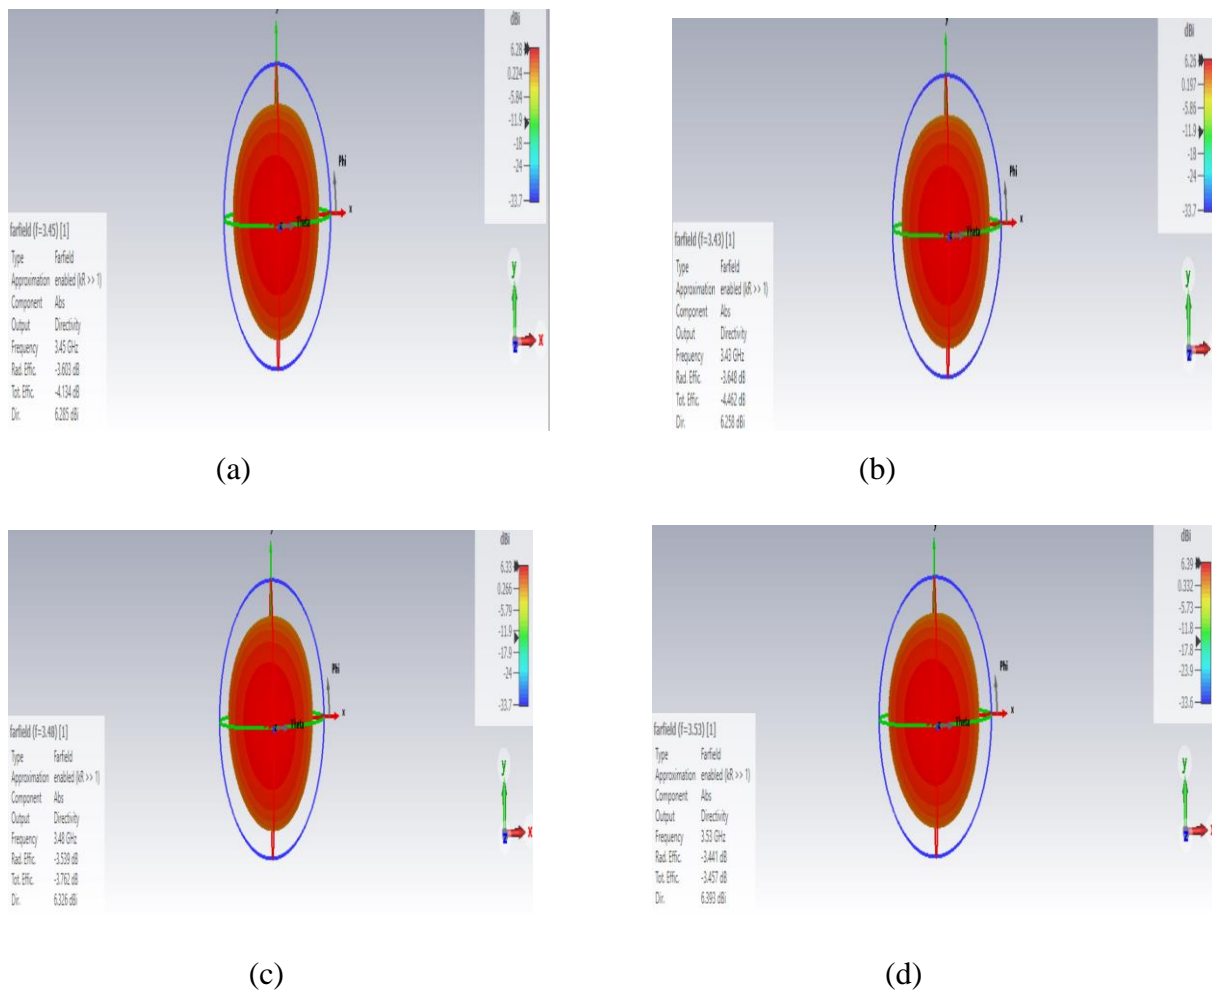 y
dBi
6.28
0.224
-5.84
-11.9
-18
-24
-33.7
Phi
x
Theta
z
farfield (f=3.45) [1]
Type Farfield
Approximation enabled (kR >> 1)
Component Abs
Output Directivity
Frequency 3.45 GHz
Rad. Effic. -3.603 dB
Tot. Effic. -4.134 dB
Dir. 6.285 dBi
y
x
z
(a)
y
dBi
6.26
0.197
-5.86
-11.9
-18
-24
-33.7
Phi
x
Theta
farfield (f=3.43) [1]
Type Farfield
Approximation enabled (kR >> 1)
Component Abs
Output Directivity
Frequency 3.43 GHz
Rad. Effic. -3.648 dB
Tot. Effic. -4.462 dB
Dir. 6.258 dBi
y
z
(b)
dBi
6.33
0.266
-5.79
-11.9
-17.9
-24
-33.7
Phi
x
Theta
farfield (f=3.48) [1]
Type Farfield
Approximation enabled (kR >> 1)
Component Abs
Output Directivity
Frequency 3.48 GHz
Rad. Effic. -3.539 dB
Tot. Effic. -3.762 dB
Dir. 6.326 dBi
y
x
z
(c)
dBi
6.39
0.332
-5.73
-11.8
-17.8
-23.9
-33.6
Phi
x
Theta
farfield (f=3.53) [1]
Type Farfield
Approximation enabled (kR >> 1)
Component Abs
Output Directivity
Frequency 3.53 GHz
Rad. Effic. -3.441 dB
Tot. Effic. -3.457 dB
Dir. 6.393 dBi
y
z
(d)